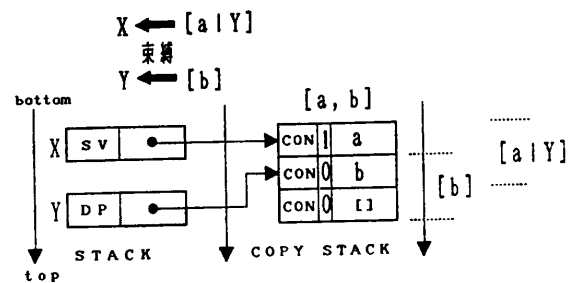 X ← [a|Y]
束縛
Y ← [b]
bottom
[a,b]
X SV CON 1 a
[a|Y]
CON 0 b
[b]
Y DP CON 0 []
STACK COPY STACK
top